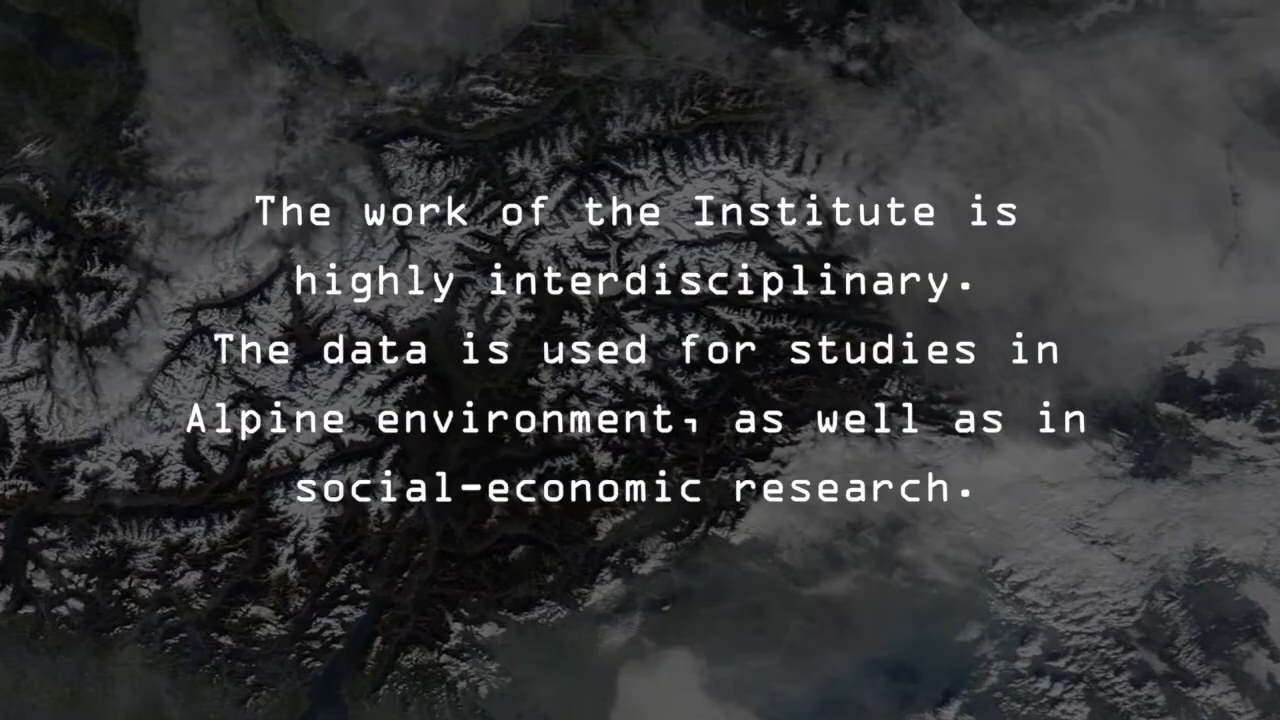 The work of the Institute is
highly interdisciplinary.
The data is used for studies in
Alpine environment, as well as in
social-economic research.